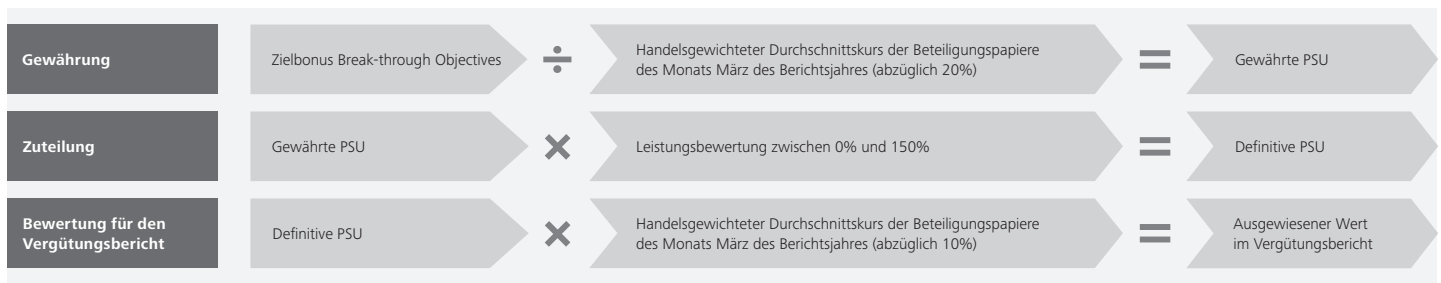 Gewährung
Zielbonus Break-through Objectives
÷
Handelsgewichteter Durchschnittskurs der Beteiligungspapiere
des Monats März des Berichtsjahres (abzüglich 20%)
=
Gewährte PSU
Zuteilung
Gewährte PSU
×
Leistungsbewertung zwischen 0% und 150%
=
Definitive PSU
Bewertung für den
Vergütungsbericht
Definitive PSU
×
Handelsgewichteter Durchschnittskurs der Beteiligungspapiere
des Monats März des Berichtsjahres (abzüglich 10%)
=
Ausgewiesener Wert
im Vergütungsbericht